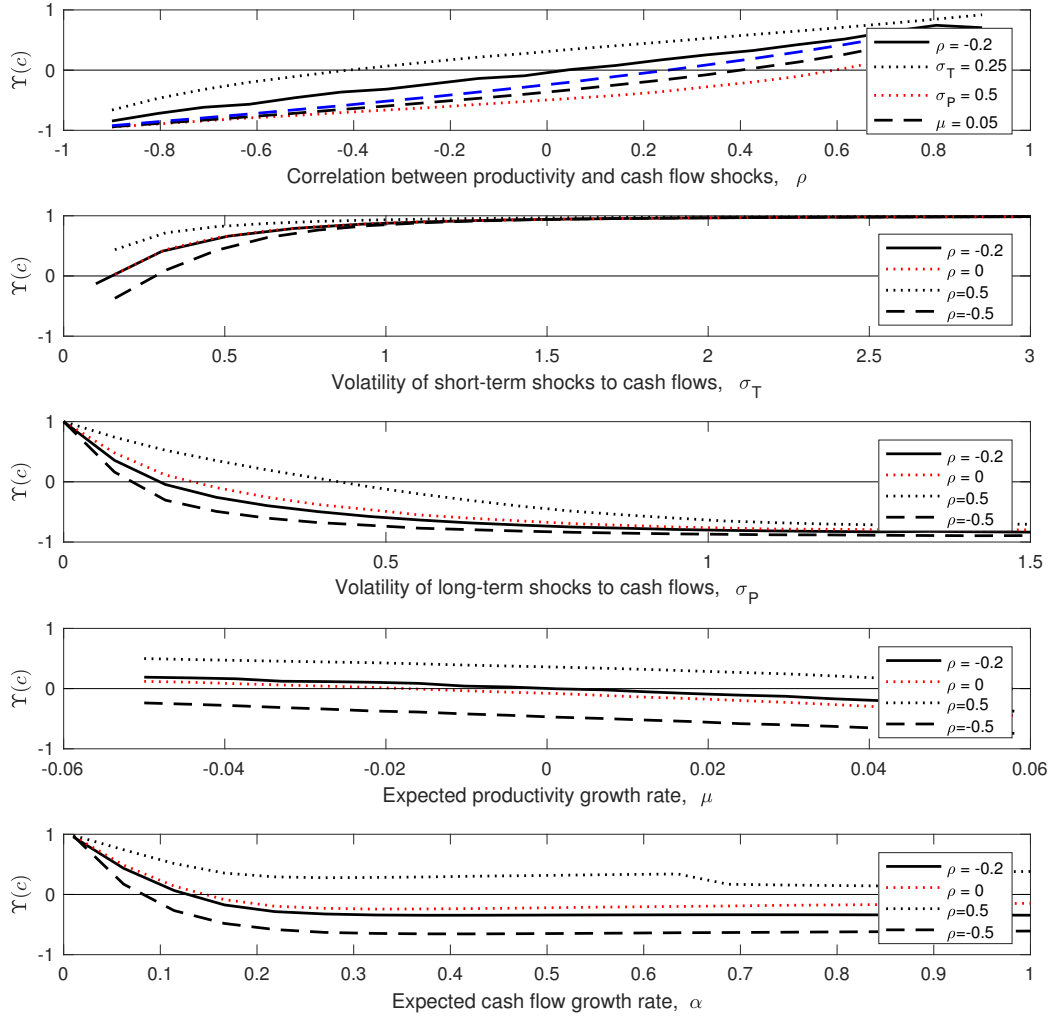 1
0
-1
ϒ(c)
ρ = -0.2
σ_T = 0.25
σ_P = 0.5
μ = 0.05
-1 -0.8 -0.6 -0.4 -0.2 0 0.2 0.4 0.6 0.8 1
Correlation between productivity and cash flow shocks, ρ
1
0
-1
ϒ(c)
ρ = -0.2
ρ = 0
ρ=0.5
ρ=-0.5
0 0.5 1 1.5 2 2.5 3
Volatility of short-term shocks to cash flows, σ_T
1
0
-1
ϒ(c)
ρ = -0.2
ρ = 0
ρ=0.5
ρ=-0.5
0 0.5 1 1.5
Volatility of long-term shocks to cash flows, σ_P
1
0
-1
ϒ(c)
ρ = -0.2
ρ = 0
ρ=0.5
ρ=-0.5
-0.06 -0.04 -0.02 0 0.02 0.04 0.06
Expected productivity growth rate, μ
1
0
-1
ϒ(c)
ρ = -0.2
ρ = 0
ρ=0.5
ρ=-0.5
0 0.1 0.2 0.3 0.4 0.5 0.6 0.7 0.8 0.9 1
Expected cash flow growth rate, α